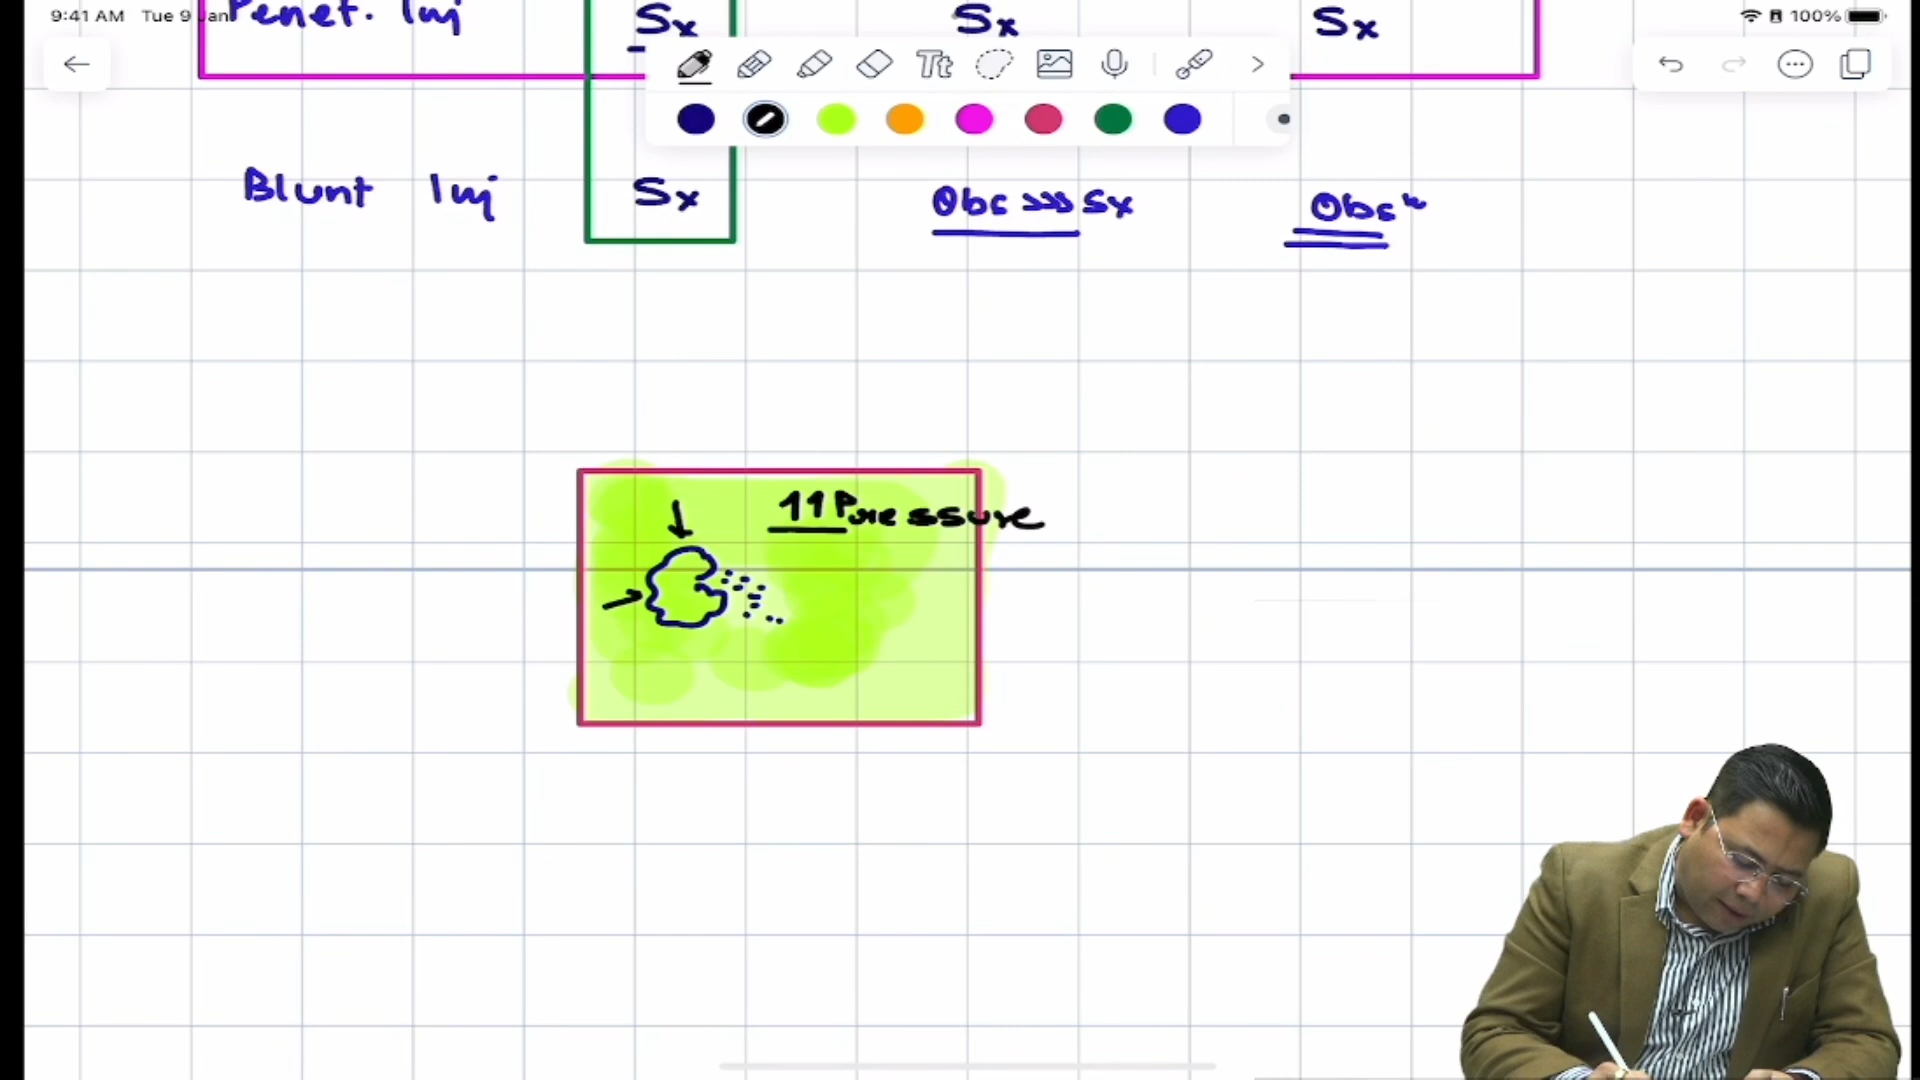 9:41 AM Tue 9 Jan
100%
Penet. Inj Sx Sx Sx
Tt
Blunt Inj Sx Obs >>> Sx Obsⁿ
↑↑ Pressure